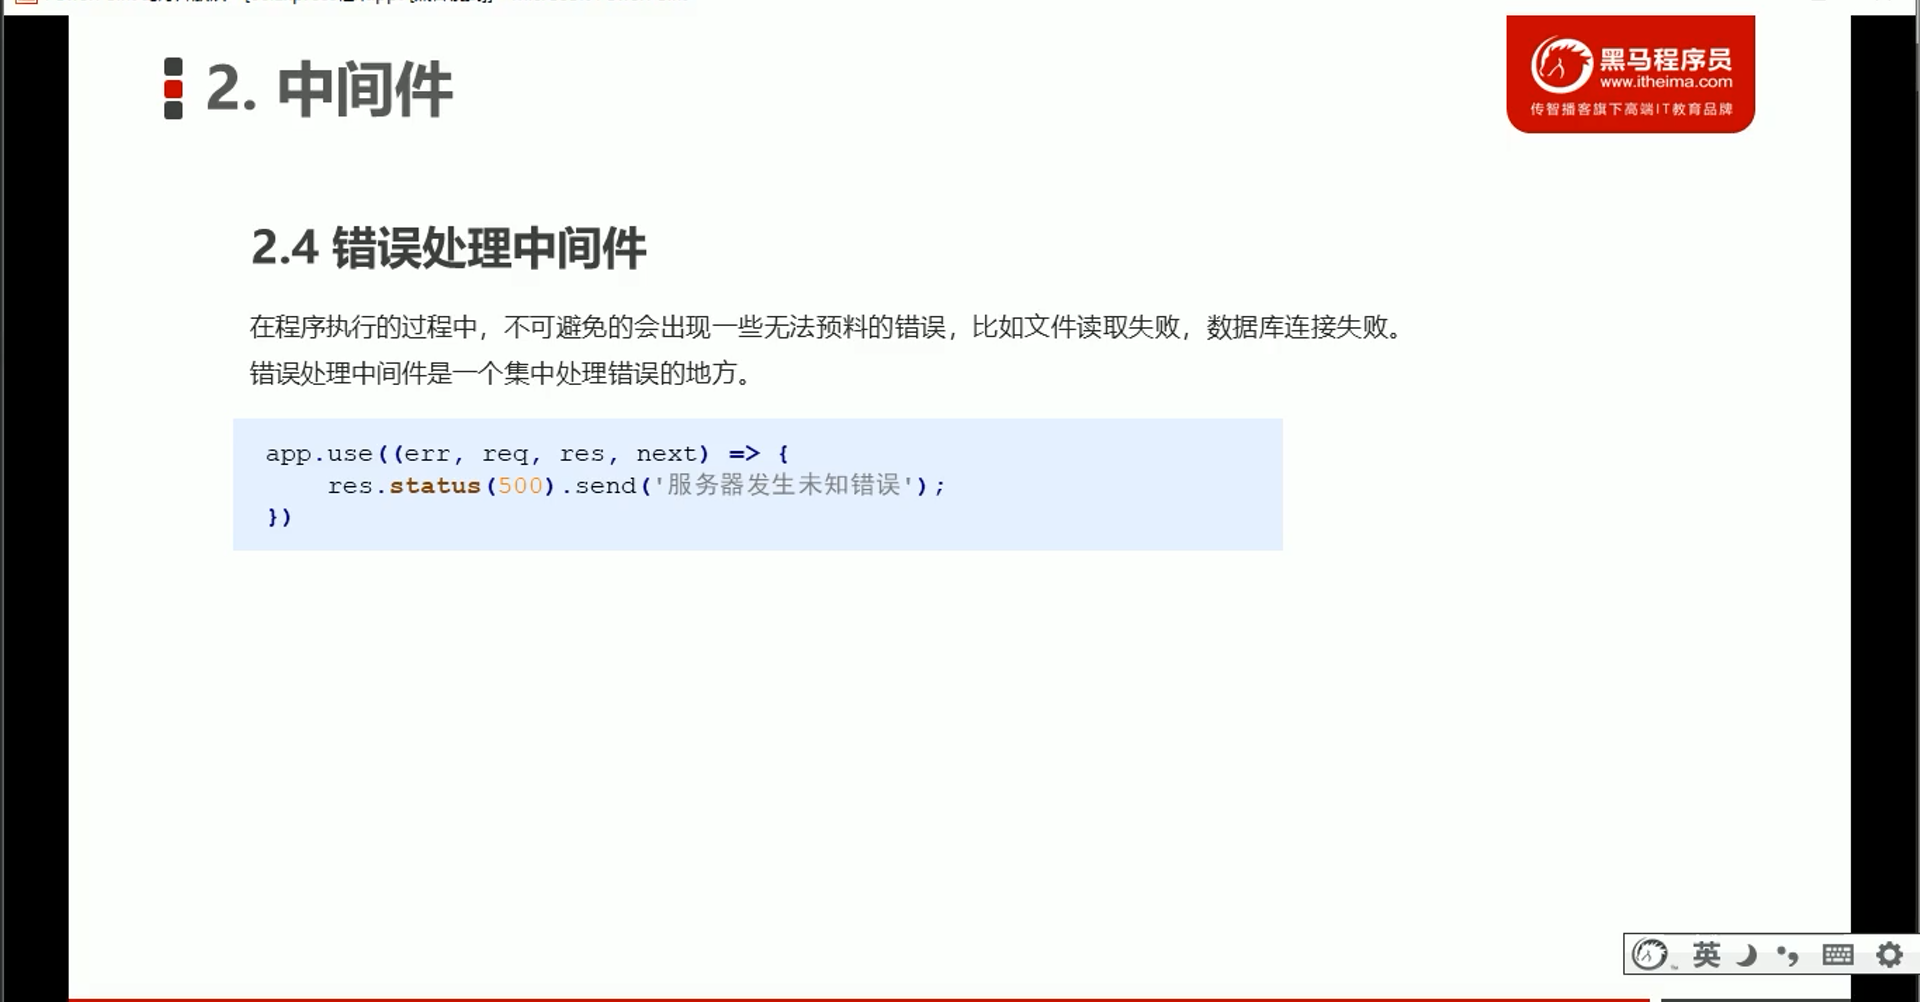 2. 中间件
黑马程序员
www.itheima.com
传智播客旗下高端IT教育品牌
2.4 错误处理中间件
在程序执行的过程中，不可避免的会出现一些无法预料的错误，比如文件读取失败，数据库连接失败。
错误处理中间件是一个集中处理错误的地方。
app.use((err, req, res, next) => {
    res.status(500).send('服务器发生未知错误');
})
英